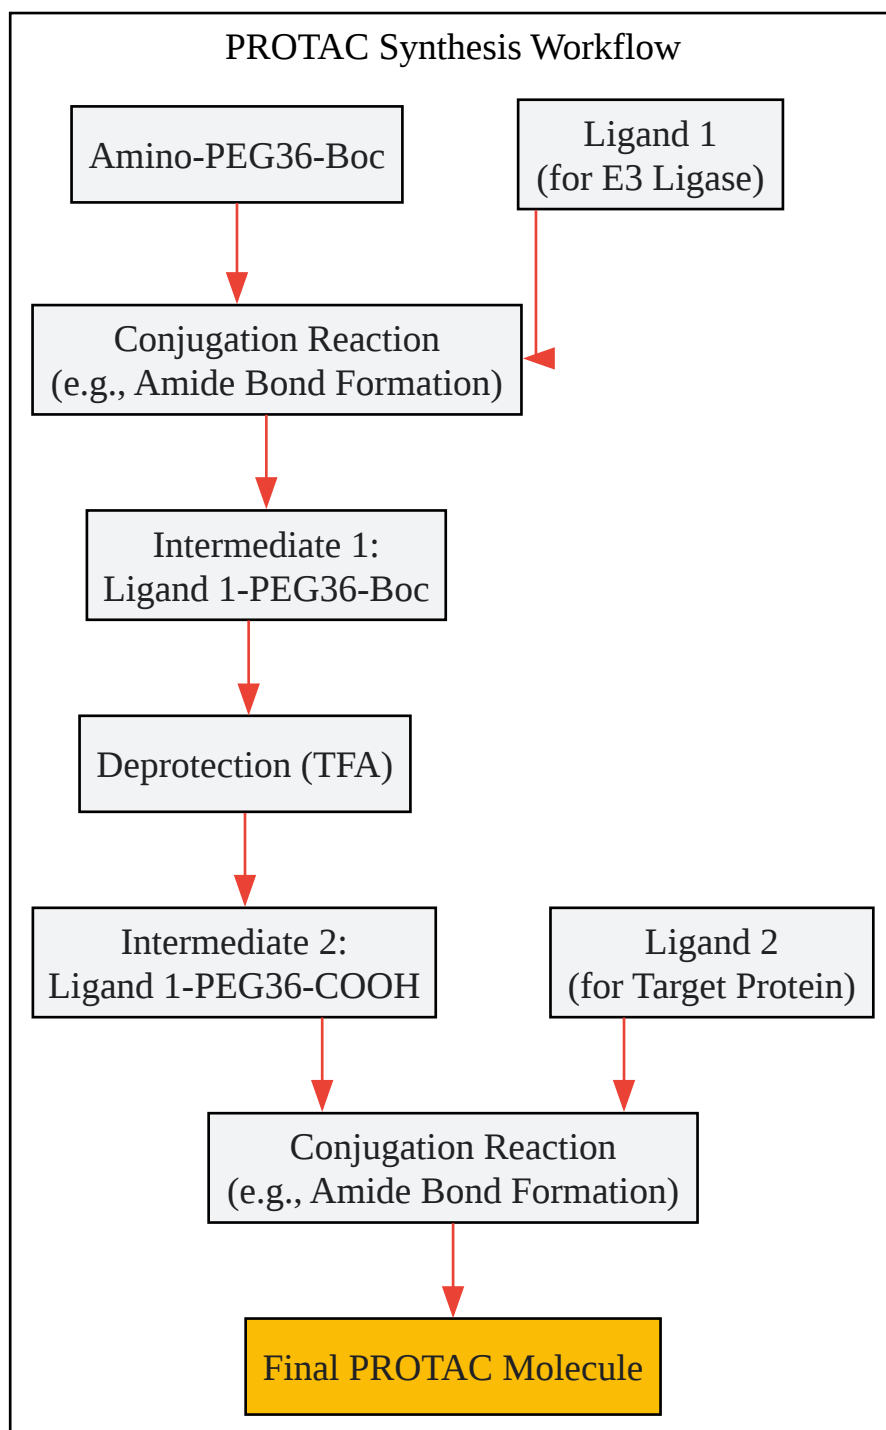 PROTAC Synthesis Workflow
Amino-PEG36-Boc
Ligand 1
(for E3 Ligase)
Conjugation Reaction
(e.g., Amide Bond Formation)
Intermediate 1:
Ligand 1-PEG36-Boc
Deprotection (TFA)
Intermediate 2:
Ligand 1-PEG36-COOH
Ligand 2
(for Target Protein)
Conjugation Reaction
(e.g., Amide Bond Formation)
Final PROTAC Molecule